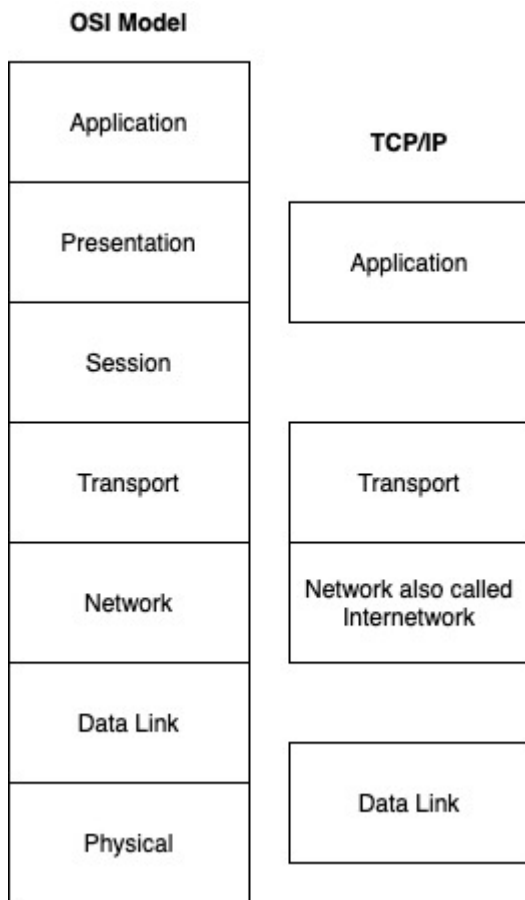 OSI Model
Application
Presentation
Session
Transport
Network
Data Link
Physical
TCP/IP
Application
Transport
Network also called
Internetwork
Data Link